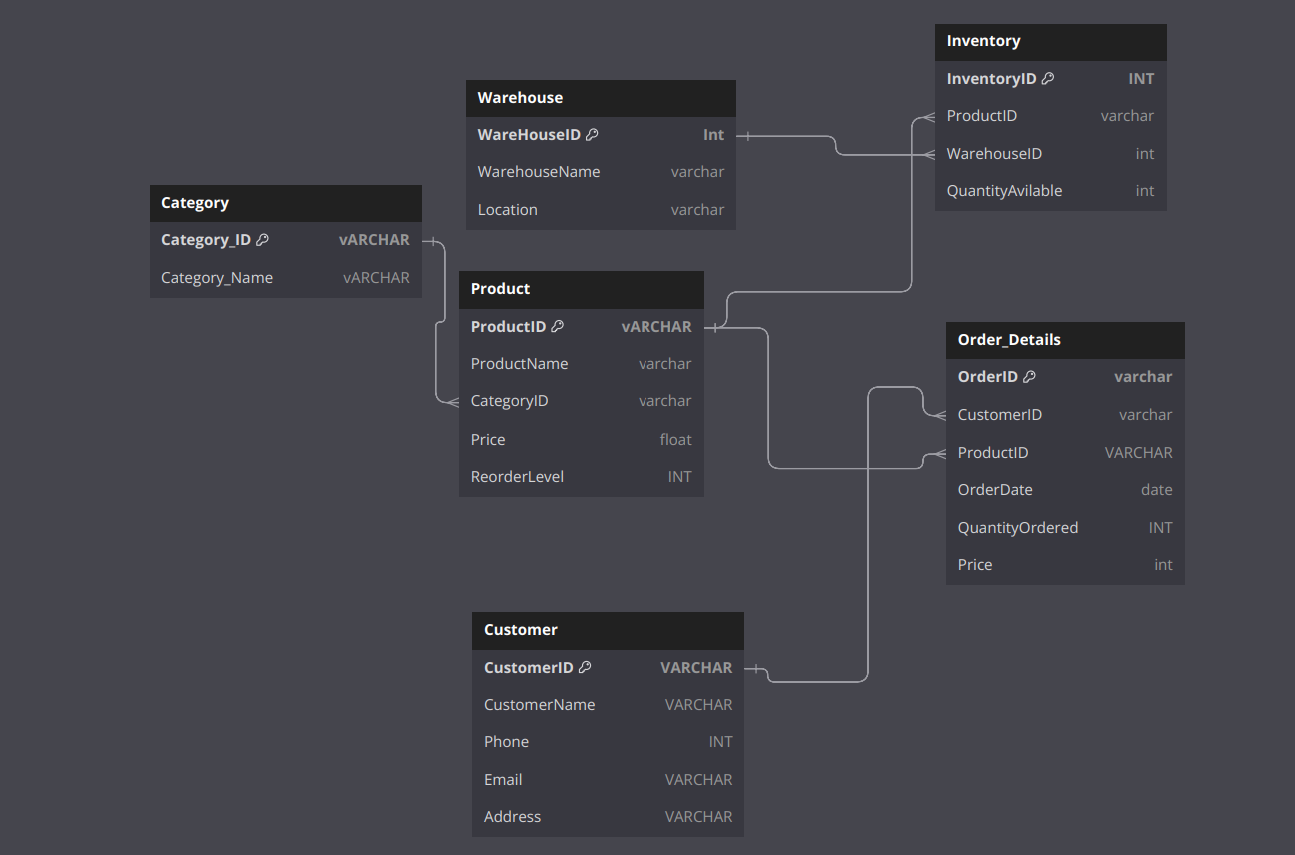 Inventory
InventoryID INT
ProductID varchar
WarehouseID int
QuantityAvilable int
Warehouse
WareHouseID Int
WarehouseName varchar
Location varchar
Category
Category_ID vARCHAR
Category_Name vARCHAR
Product
ProductID vARCHAR
ProductName varchar
CategoryID varchar
Price float
ReorderLevel INT
Order_Details
OrderID varchar
CustomerID varchar
ProductID VARCHAR
OrderDate date
QuantityOrdered INT
Price int
Customer
CustomerID VARCHAR
CustomerName VARCHAR
Phone INT
Email VARCHAR
Address VARCHAR